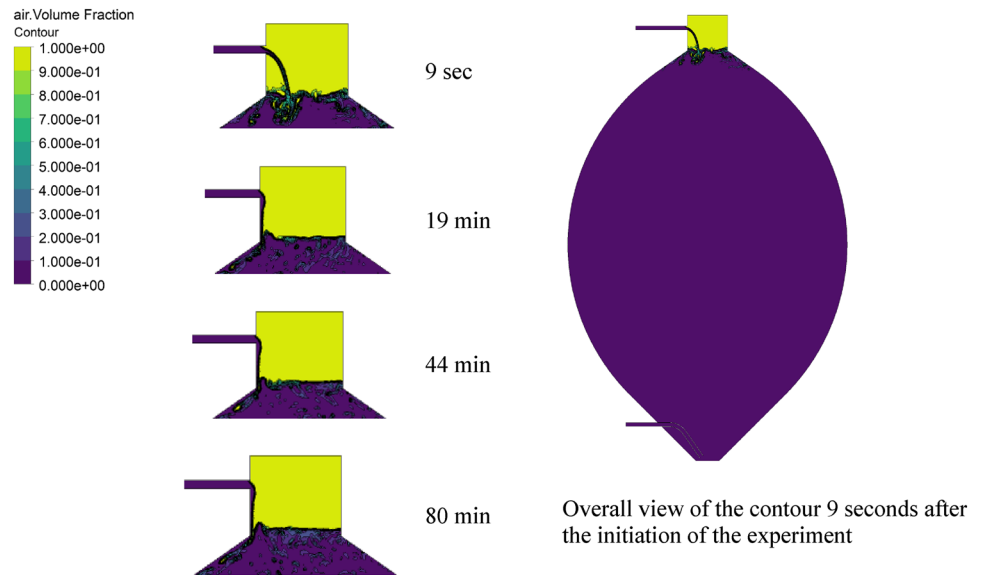 air.Volume Fraction
Contour
1.000e+00
9.000e-01
8.000e-01
7.000e-01
6.000e-01
5.000e-01
4.000e-01
3.000e-01
2.000e-01
1.000e-01
0.000e+00
9 sec
19 min
44 min
80 min
Overall view of the contour 9 seconds after
the initiation of the experiment